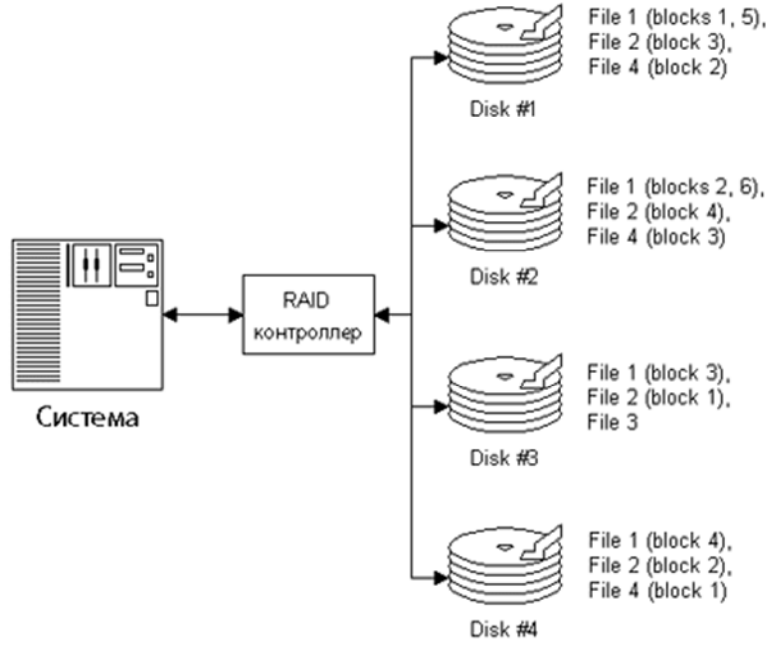 File 1 (blocks 1, 5),
File 2 (block 3),
File 4 (block 2)
Disk #1
File 1 (blocks 2, 6),
File 2 (block 4),
File 4 (block 3)
Disk #2
RAID
контроллер
Система
File 1 (block 3),
File 2 (block 1),
File 3
Disk #3
File 1 (block 4),
File 2 (block 2),
File 4 (block 1)
Disk #4